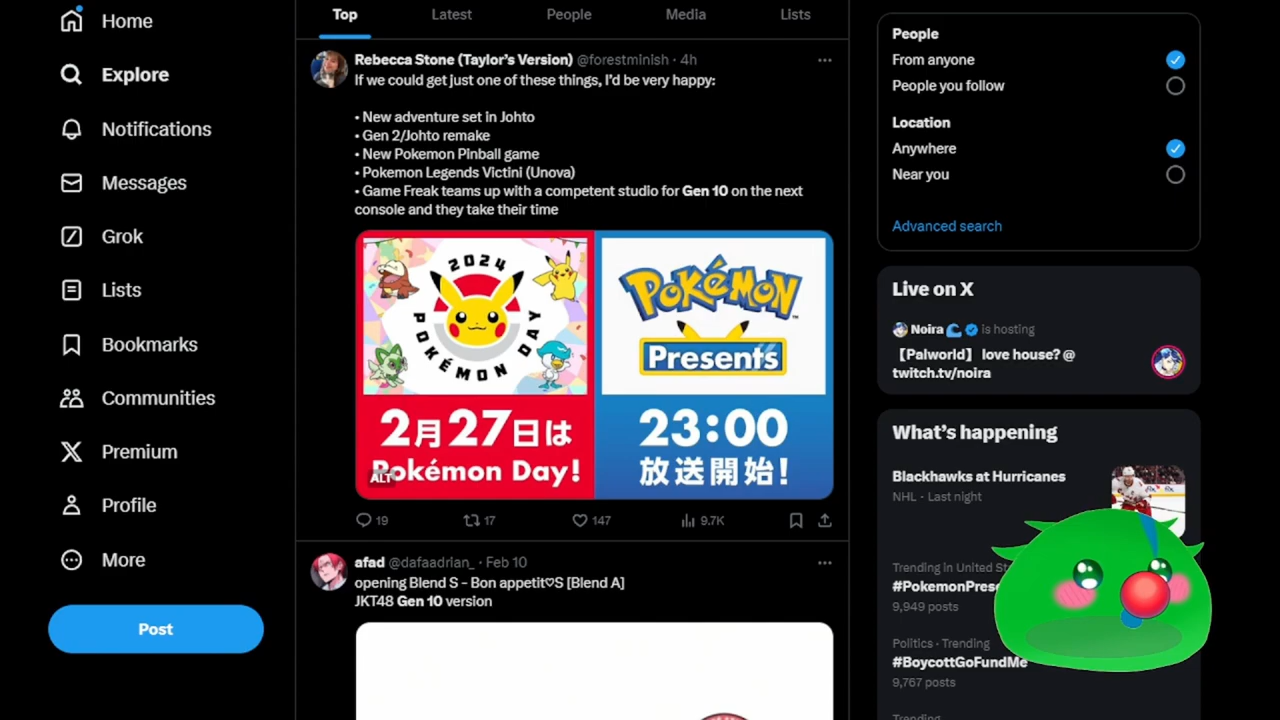 Home
Explore
Notifications
Messages
Grok
Lists
Bookmarks
Communities
Premium
Profile
More
Post
Top
Latest
People
Media
Lists
Rebecca Stone (Taylor’s Version) @forestminish · 4h
If we could get just one of these things, I’d be very happy:
• New adventure set in Johto
• Gen 2/Johto remake
• New Pokemon Pinball game
• Pokemon Legends Victini (Unova)
• Game Freak teams up with a competent studio for Gen 10 on the next
console and they take their time
2024
POKÉMON DAY
2月27日は
Pokémon Day!
ALT
POKÉMON
Presents
23:00
放送開始!
19
17
147
9.7K
afad @dafaadrian_ · Feb 10
opening Blend S - Bon appetit♡S [Blend A]
JKT48 Gen 10 version
People
From anyone
People you follow
Location
Anywhere
Near you
Advanced search
Live on X
Noira is hosting
【Palworld】 love house? @
twitch.tv/noira
What’s happening
Blackhawks at Hurricanes
NHL · Last night
Trending in United
#PokemonPres
9,949 posts
Politics · Trending
#BoycottGoFundMe
9,767 posts
Trending